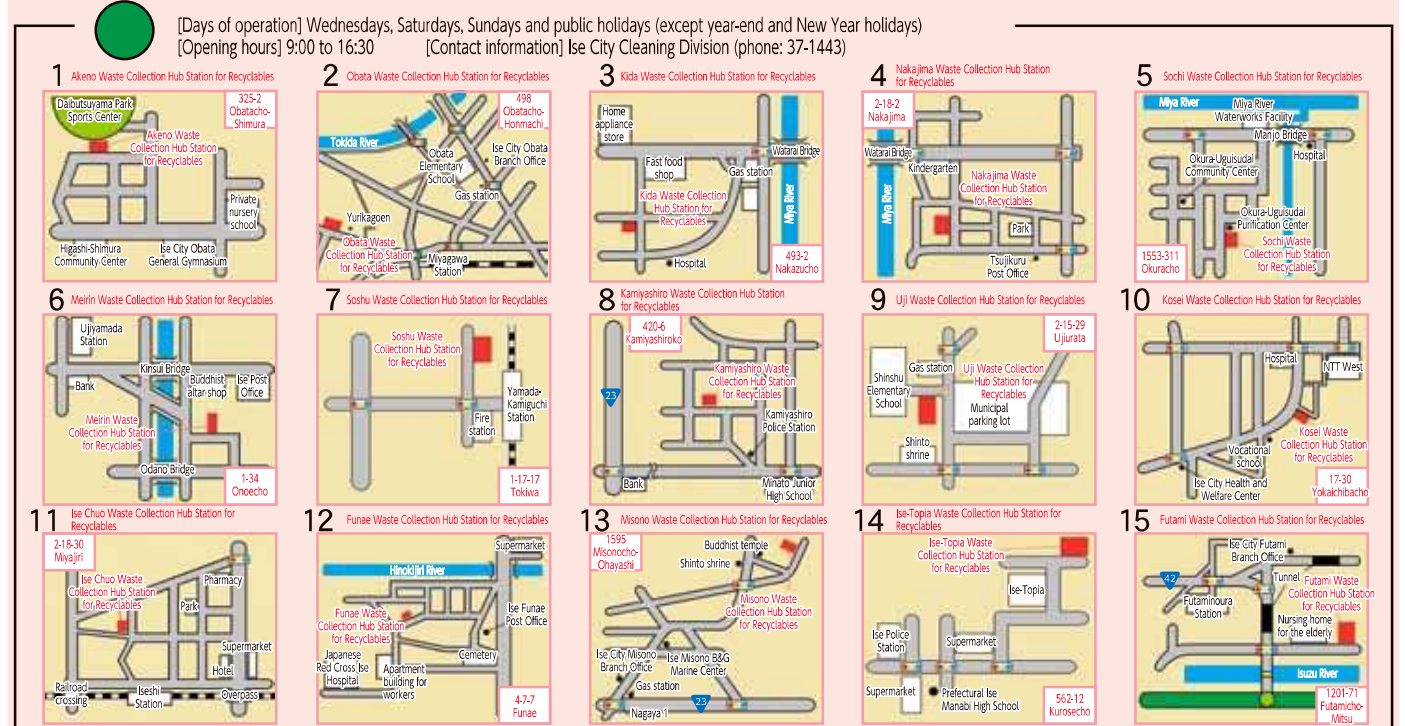 [Days of operation] Wednesdays, Saturdays, Sundays and public holidays (except year-end and New Year holidays)
[Opening hours] 9:00 to 16:30 [Contact information] Ise City Cleaning Division (phone: 37-1443)
1 Akeno Waste Collection Hub Station for Recyclables
Daibutsuyama Park
Sports Center
325-2
Obatacho-
Shimura
Akeno Waste
Collection Hub Station
for Recyclables
Private
nursery
school
Higashi-Shimura
Community Center
Ise City Obata
General Gymnasium
2 Obata Waste Collection Hub Station for Recyclables
498
Obatacho-
Honmachi
Tokida River
Obata
Elementary
School
Ise City Obata
Branch Office
Gas station
Yurikagoen
Obata Waste
Collection Hub Station
for Recyclables
Miyagawa
Station
3 Kida Waste Collection Hub Station for Recyclables
Home
appliance
store
Watarai Bridge
Fast food
shop
Gas station
Kida Waste Collection
Hub Station for
Recyclables
Miya River
Hospital
493-2
Nakazucho
4 Nakajima Waste Collection Hub Station
for Recyclables
2-18-2
Nakajima
Watarai Bridge
Kindergarten
Nakajima Waste
Collection Hub Station
for Recyclables
Miya River
Park
Tsujikuru
Post Office
5 Sochi Waste Collection Hub Station for Recyclables
Miya River
Miya River
Waterworks Facility
Manjo Bridge
Hospital
Okura-Uguisudai
Community Center
Okura-Uguisudai
Purification Center
Sochi Waste
Collection Hub Station
for Recyclables
1553-311
Okuracho
6 Meirin Waste Collection Hub Station for Recyclables
Ujiyamada
Station
Kinsui Bridge
Bank
Buddhist
altar-shop
Ise Post
Office
Meirin Waste
Collection Hub Station
for Recyclables
Odano Bridge
1-34
Onoecho
7 Soshu Waste Collection Hub Station for Recyclables
Soshu Waste
Collection Hub Station
for Recyclables
Yamada-
Kamiguchi
Station
Fire
station
1-17-17
Tokiwa
8 Kamiyashiro Waste Collection Hub Station
for Recyclables
420-6
Kamiyashiroko
Kamiyashiro Waste
Collection Hub Station
for Recyclables
23
Kamiyashiro
Police Station
Bank
Minato Junior
High School
9 Uji Waste Collection Hub Station for Recyclables
2-15-29
Ujiurata
Gas station
Shinshu
Elementary
School
Uji Waste Collection
Hub Station for
Recyclables
Municipal
parking lot
Shinto
shrine
10 Kosei Waste Collection Hub Station for Recyclables
Hospital
NTT West
Kosei Waste
Collection Hub Station
for Recyclables
Vocational
school
Ise City Health and
Welfare Center
17-30
Yokaichibacho
11 Ise Chuo Waste Collection Hub Station for
Recyclables
2-18-30
Miyajiri
Ise Chuo Waste
Collection Hub Station
for Recyclables
Pharmacy
Park
Supermarket
Hotel
Railroad
crossing
Iseshi
Station
Overpass
12 Funae Waste Collection Hub Station for Recyclables
Supermarket
Hinokijiri River
Funae Waste
Collection Hub Station
for Recyclables
Ise Funae
Post Office
Japanese
Red Cross Ise
Hospital
Apartment
building for
workers
Cemetery
4-7-7
Funae
13 Misono Waste Collection Hub Station for Recyclables
1595
Misonocho-
Ohayashi
Buddhist temple
Shinto shrine
Misono Waste
Collection Hub Station
for Recyclables
Ise City Misono
Branch Office
Ise Misono B&G
Marine Center
Gas station
23
Nagaya 1
14 Ise-Topia Waste Collection Hub Station for
Recyclables
Ise-Topia Waste
Collection Hub Station
for Recyclables
Ise-Topia
Ise Police
Station
Supermarket
Supermarket
Prefectural Ise
Manabi High School
562-12
Kurosecho
15 Futami Waste Collection Hub Station for Recyclables
Ise City Futami
Branch Office
42
Tunnel
Futaminoura
Station
Futami Waste
Collection Hub Station
for Recyclables
Nursing home
for the elderly
Isuzu River
1201-71
Futamicho-
Mitsu